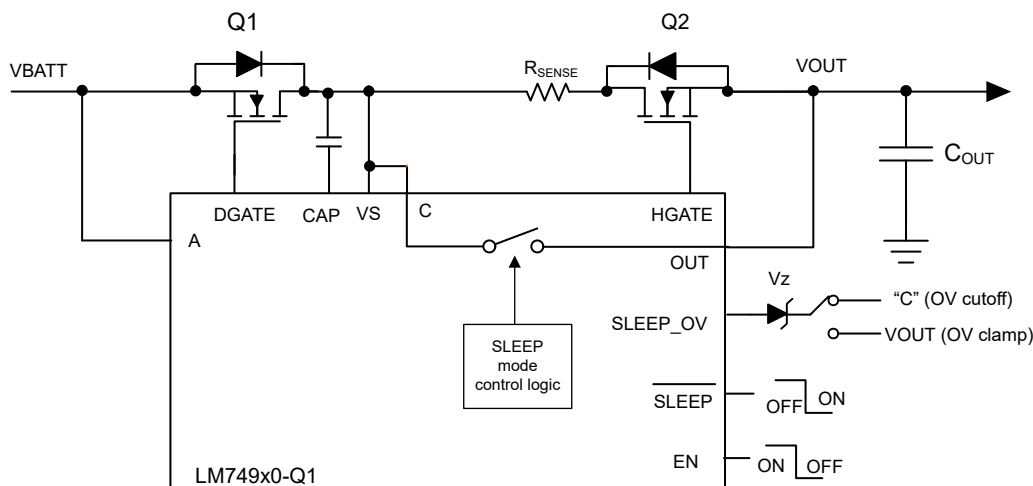 Q1
Q2
VBATT
RSENSE
VOUT
COUT
DGATE
CAP
VS
C
HGATE
A
OUT
Vz
SLEEP_OV
“C” (OV cutoff)
VOUT (OV clamp)
SLEEP
mode
control logic
SLEEP
OFF
ON
EN
ON
OFF
LM749x0-Q1